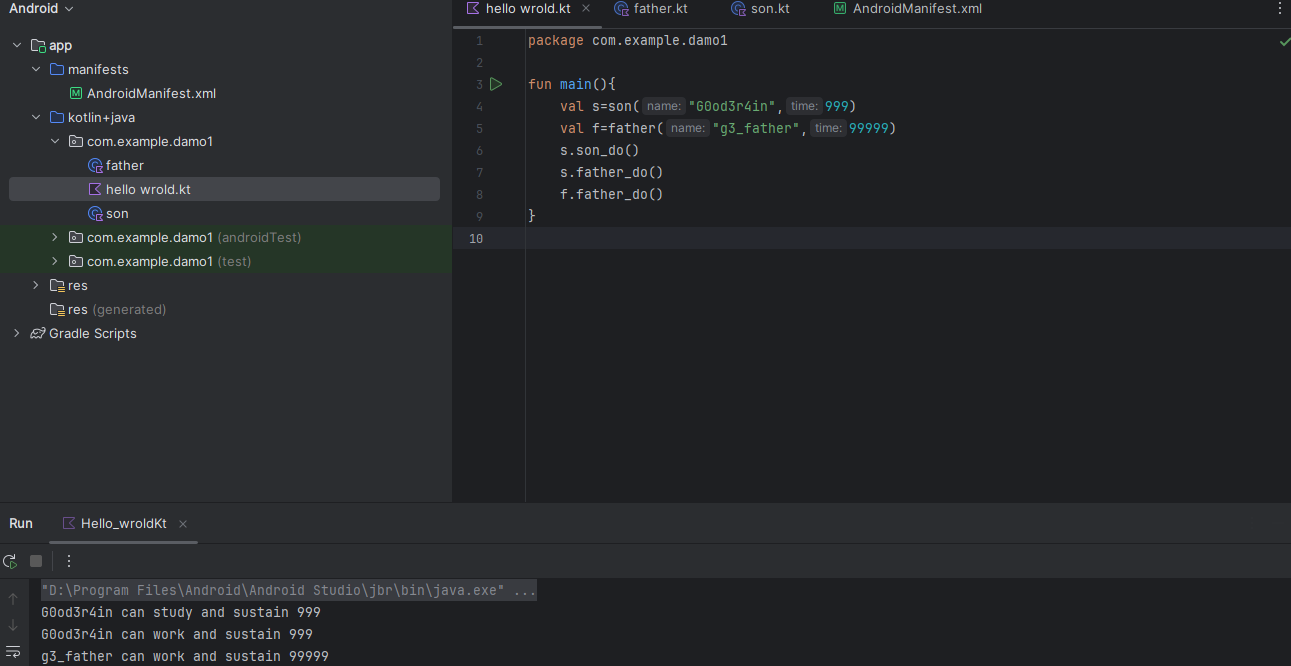 Android
app
manifests
AndroidManifest.xml
kotlin+java
com.example.damo1
father
hello wrold.kt
son
com.example.damo1 (androidTest)
com.example.damo1 (test)
res
res (generated)
Gradle Scripts
hello wrold.kt father.kt son.kt AndroidManifest.xml
1 package com.example.damo1
2
3 fun main(){
4 val s=son( name: "G0od3r4in", time: 999)
5 val f=father( name: "g3_father", time: 99999)
6 s.son_do()
7 s.father_do()
8 f.father_do()
9 }
10
Run Hello_wroldKt
"D:\Program Files\Android\Android Studio\jbr\bin\java.exe" ...
G0od3r4in can study and sustain 999
G0od3r4in can work and sustain 999
g3_father can work and sustain 99999